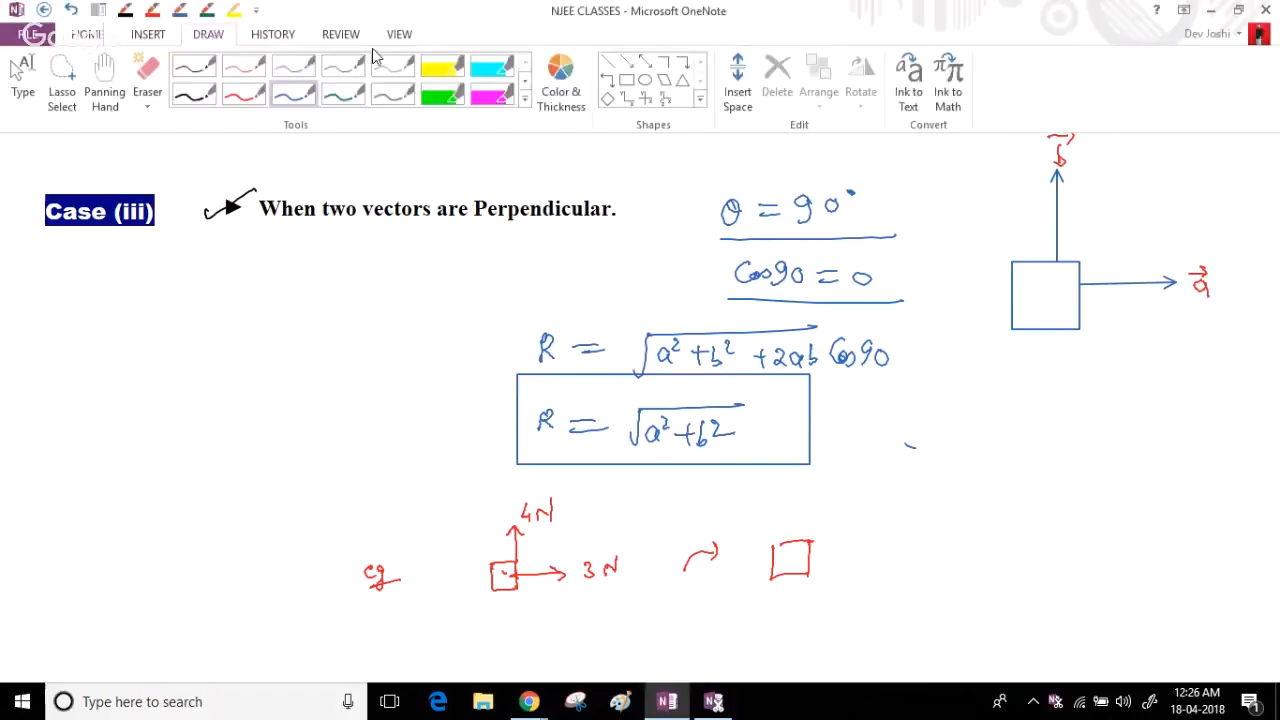 NJEE CLASSES - Microsoft OneNote
FILE HOME INSERT DRAW HISTORY REVIEW VIEW
Dev Joshi
Type
Lasso Select
Panning Hand
Eraser
Color & Thickness
Insert Space
Delete
Arrange
Rotate
Ink to Text
Ink to Math
Tools
Shapes
Edit
Convert
b
Case (iii) When two vectors are Perpendicular.
θ = 90°
Cos90 = 0
a
R = √a² + b² + 2ab Cos90
R = √a² + b²
4N
eg
3N
Type here to search
12:26 AM
18-04-2018
1